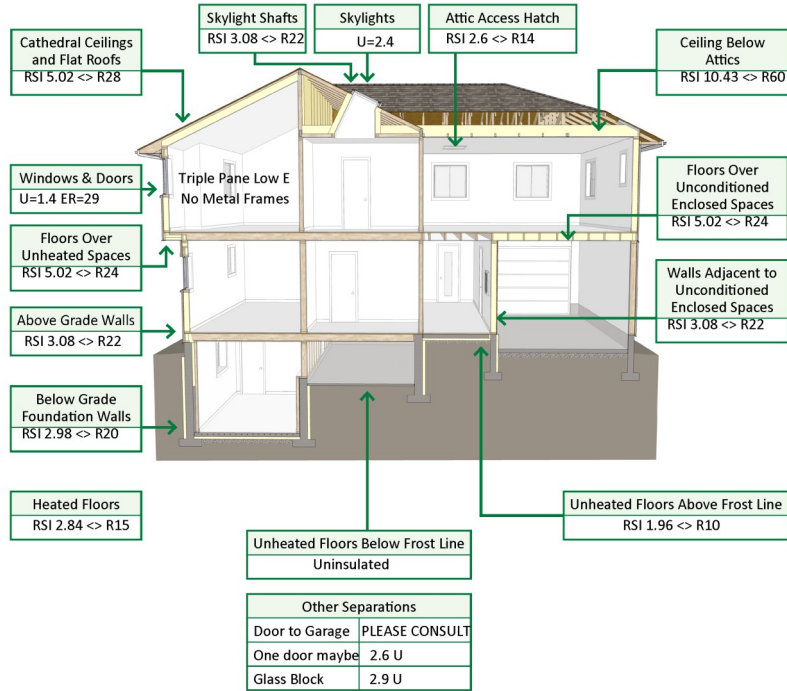 Skylight Shafts
RSI 3.08 <> R22
Skylights
U=2.4
Attic Access Hatch
RSI 2.6 <> R14
Cathedral Ceilings
and Flat Roofs
RSI 5.02 <> R28
Ceiling Below
Attics
RSI 10.43 <> R60
Windows & Doors
U=1.4 ER=29
Triple Pane Low E
No Metal Frames
Floors Over
Unconditioned
Enclosed Spaces
RSI 5.02 <> R24
Floors Over
Unheated Spaces
RSI 5.02 <> R24
Walls Adjacent to
Unconditioned
Enclosed Spaces
RSI 3.08 <> R22
Above Grade Walls
RSI 3.08 <> R22
Below Grade
Foundation Walls
RSI 2.98 <> R20
Heated Floors
RSI 2.84 <> R15
Unheated Floors Above Frost Line
RSI 1.96 <> R10
Unheated Floors Below Frost Line
Uninsulated
Other Separations
Door to Garage PLEASE CONSULT
One door maybe 2.6 U
Glass Block 2.9 U